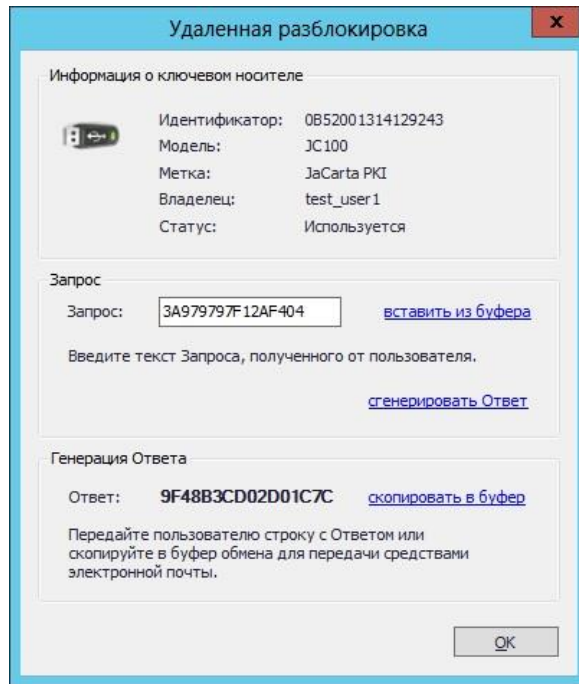 Удаленная разблокировка
x
Информация о ключевом носителе
Идентификатор: 0B52001314129243
Модель: JC100
Метка: JaCarta PKI
Владелец: test_user1
Статус: Используется
Запрос
Запрос: 3A979797F12AF404 вставить из буфера
Введите текст Запроса, полученного от пользователя.
сгенерировать Ответ
Генерация Ответа
Ответ: 9F48B3CD02D01C7C скопировать в буфер
Передайте пользователю строку с Ответом или
скопируйте в буфер обмена для передачи средствами
электронной почты.
OK